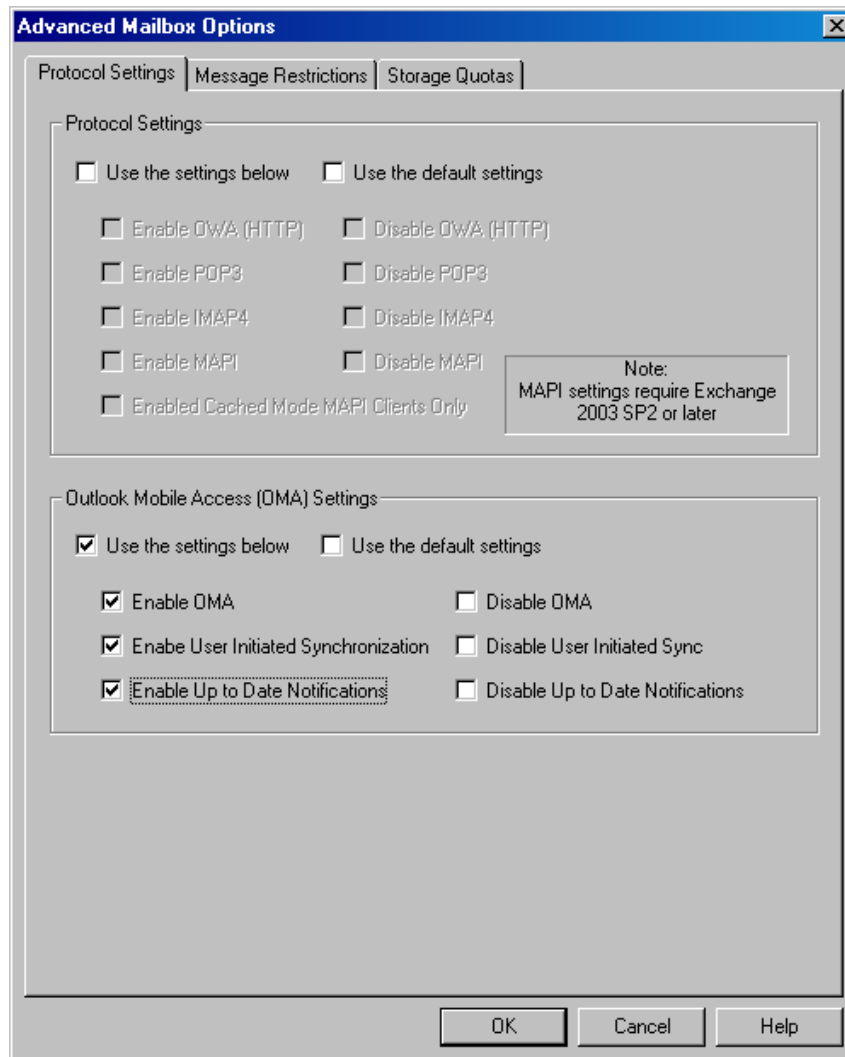 Advanced Mailbox Options
Protocol Settings Message Restrictions Storage Quotas
Protocol Settings
Use the settings below Use the default settings
Enable OWA (HTTP) Disable OWA (HTTP)
Enable POP3 Disable POP3
Enable IMAP4 Disable IMAP4
Enable MAPI Disable MAPI
Enabled Cached Mode MAPI Clients Only
Note:
MAPI settings require Exchange
2003 SP2 or later
Outlook Mobile Access (OMA) Settings
Use the settings below Use the default settings
Enable OMA Disable OMA
Enabe User Initiated Synchronization Disable User Initiated Sync
Enable Up to Date Notifications Disable Up to Date Notifications
OK Cancel Help